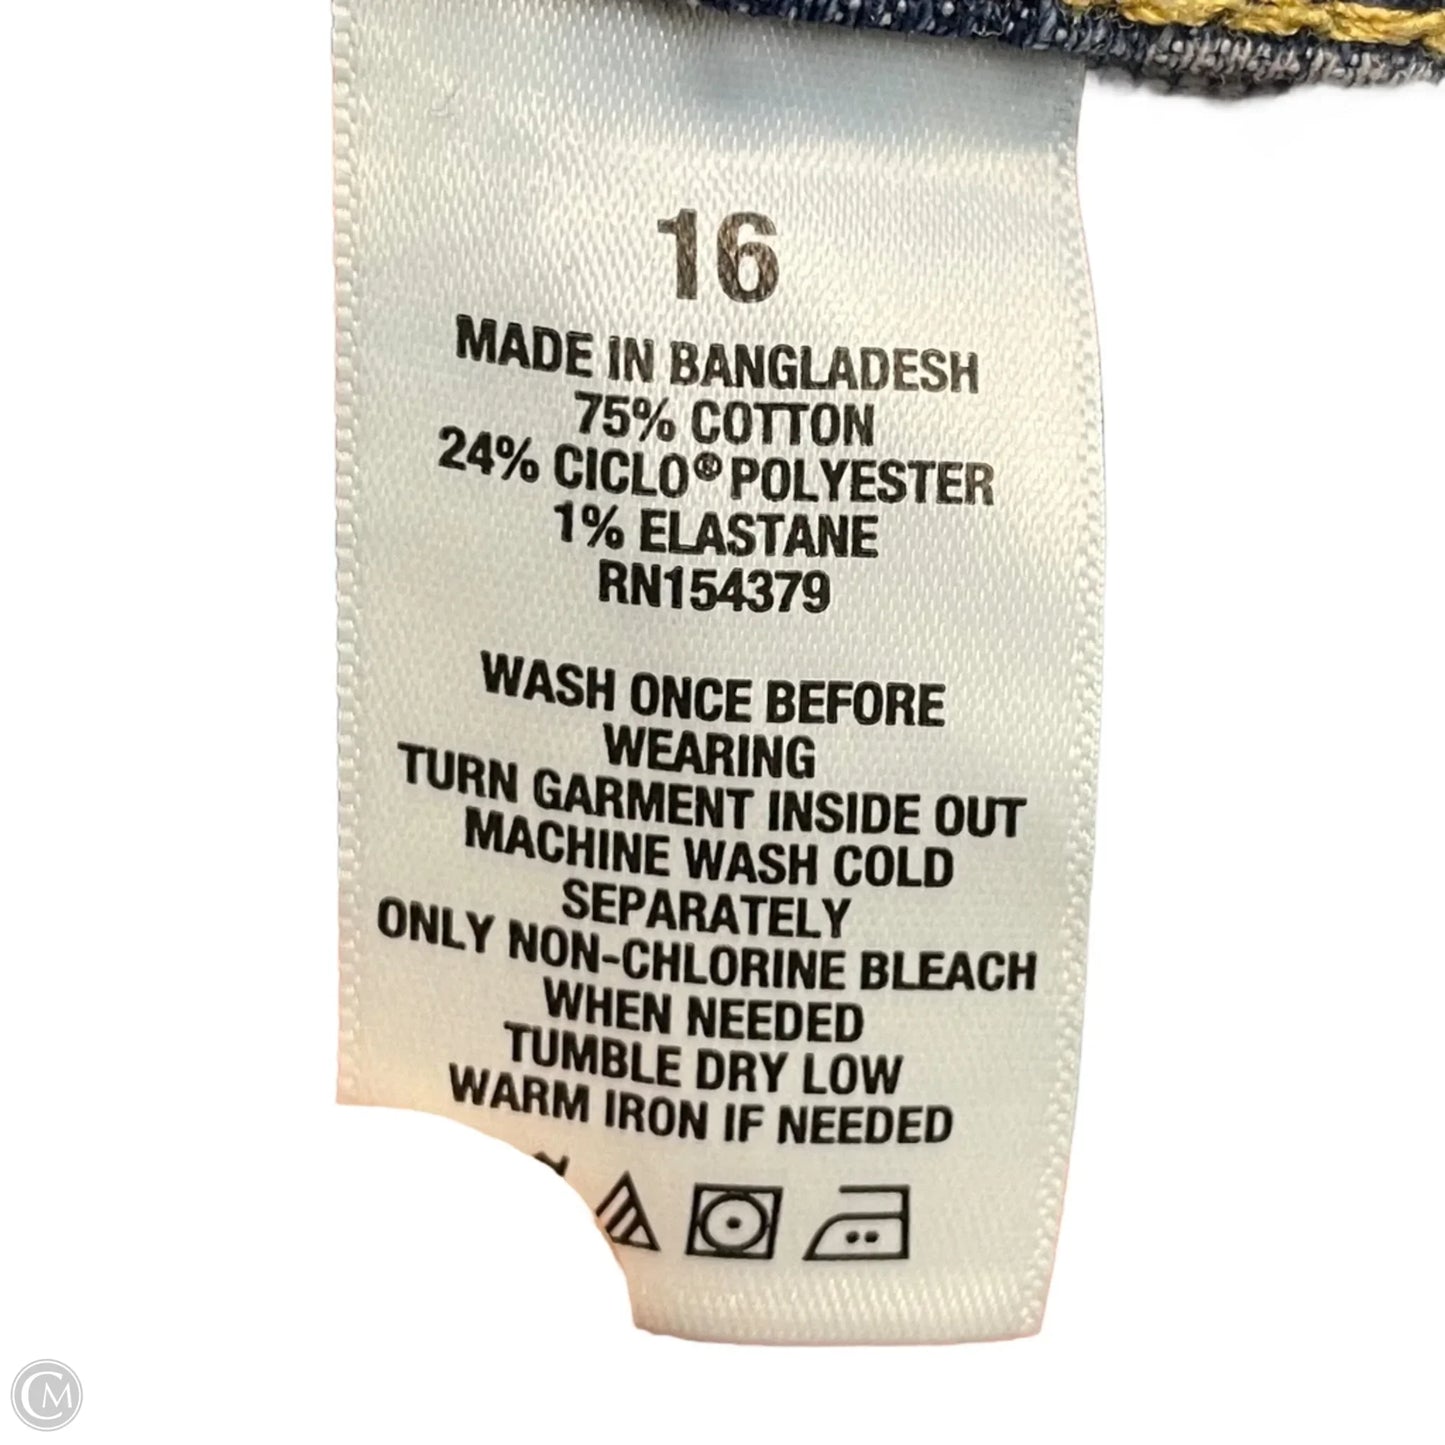 16
MADE IN BANGLADESH
75% COTTON
24% CICLO® POLYESTER
1% ELASTANE
RN154379
WASH ONCE BEFORE
WEARING
TURN GARMENT INSIDE OUT
MACHINE WASH COLD
SEPARATELY
ONLY NON-CHLORINE BLEACH
WHEN NEEDED
TUMBLE DRY LOW
WARM IRON IF NEEDED
CM